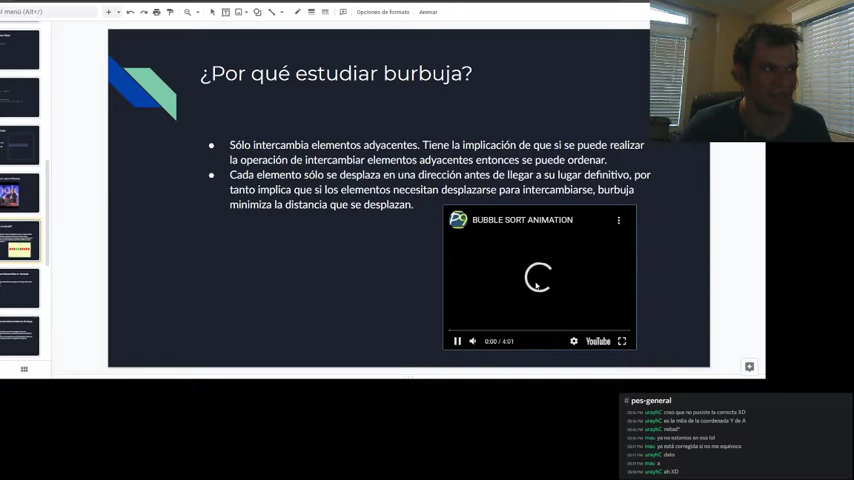 el menú (Alt+/)
Opciones de formato
Animar
¿Por qué estudiar burbuja?
● Sólo intercambia elementos adyacentes. Tiene la implicación de que si se puede realizar
la operación de intercambiar elementos adyacentes entonces se puede ordenar.
● Cada elemento sólo se desplaza en una dirección antes de llegar a su lugar definitivo, por
tanto implica que si los elementos necesitan desplazarse para intercambiarse, burbuja
minimiza la distancia que se desplazan.
BUBBLE SORT ANIMATION
0:00 / 4:01
YouTube
# pes-general
urayhC creo que no pusiste la correcta XD
urayhC es la mita de la coordenada Y de A
urayhC mitad*
mau ya no estamos en esa lol
mau ya está corregida si no me equivoco
urayhC dato
mau a
urayhC ah XD